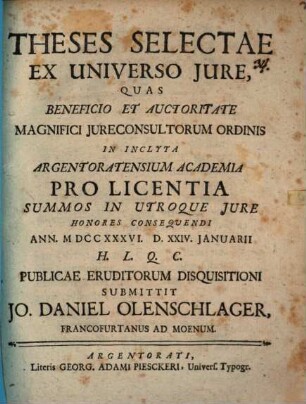 THESES SELECTAE
EX UNIVERSO JURE,
QUAS
BENEFICIO ET AUCTORITATE
MAGNIFICI JURECONSULTORUM ORDINIS
IN INCLYTA
ARGENTORATENSIUM ACADEMIA
PRO LICENTIA
SUMMOS IN UTROQUE JURE
HONORES CONSEQUENDI
ANN. M DCC XXXVI. D. XXIV. JANUARII
H. L. Q. C.
PUBLICAE ERUDITORUM DISQUISITIONI
SUBMITTIT
JO. DANIEL OLENSCHLAGER,
FRANCOFURTANUS AD MOENUM.
ARGENTORATI,
Literis GEORG. ADAMI PIESCKERI, Univers. Typogr.